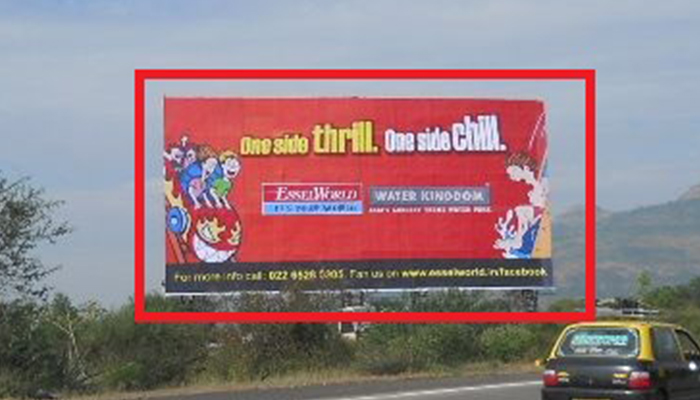 One side thrill. One side chill.
ESSELWORLD
WATER KINGDOM
For more info call: 022 6528 0305. Fan us on www.esselworld.in/facebook